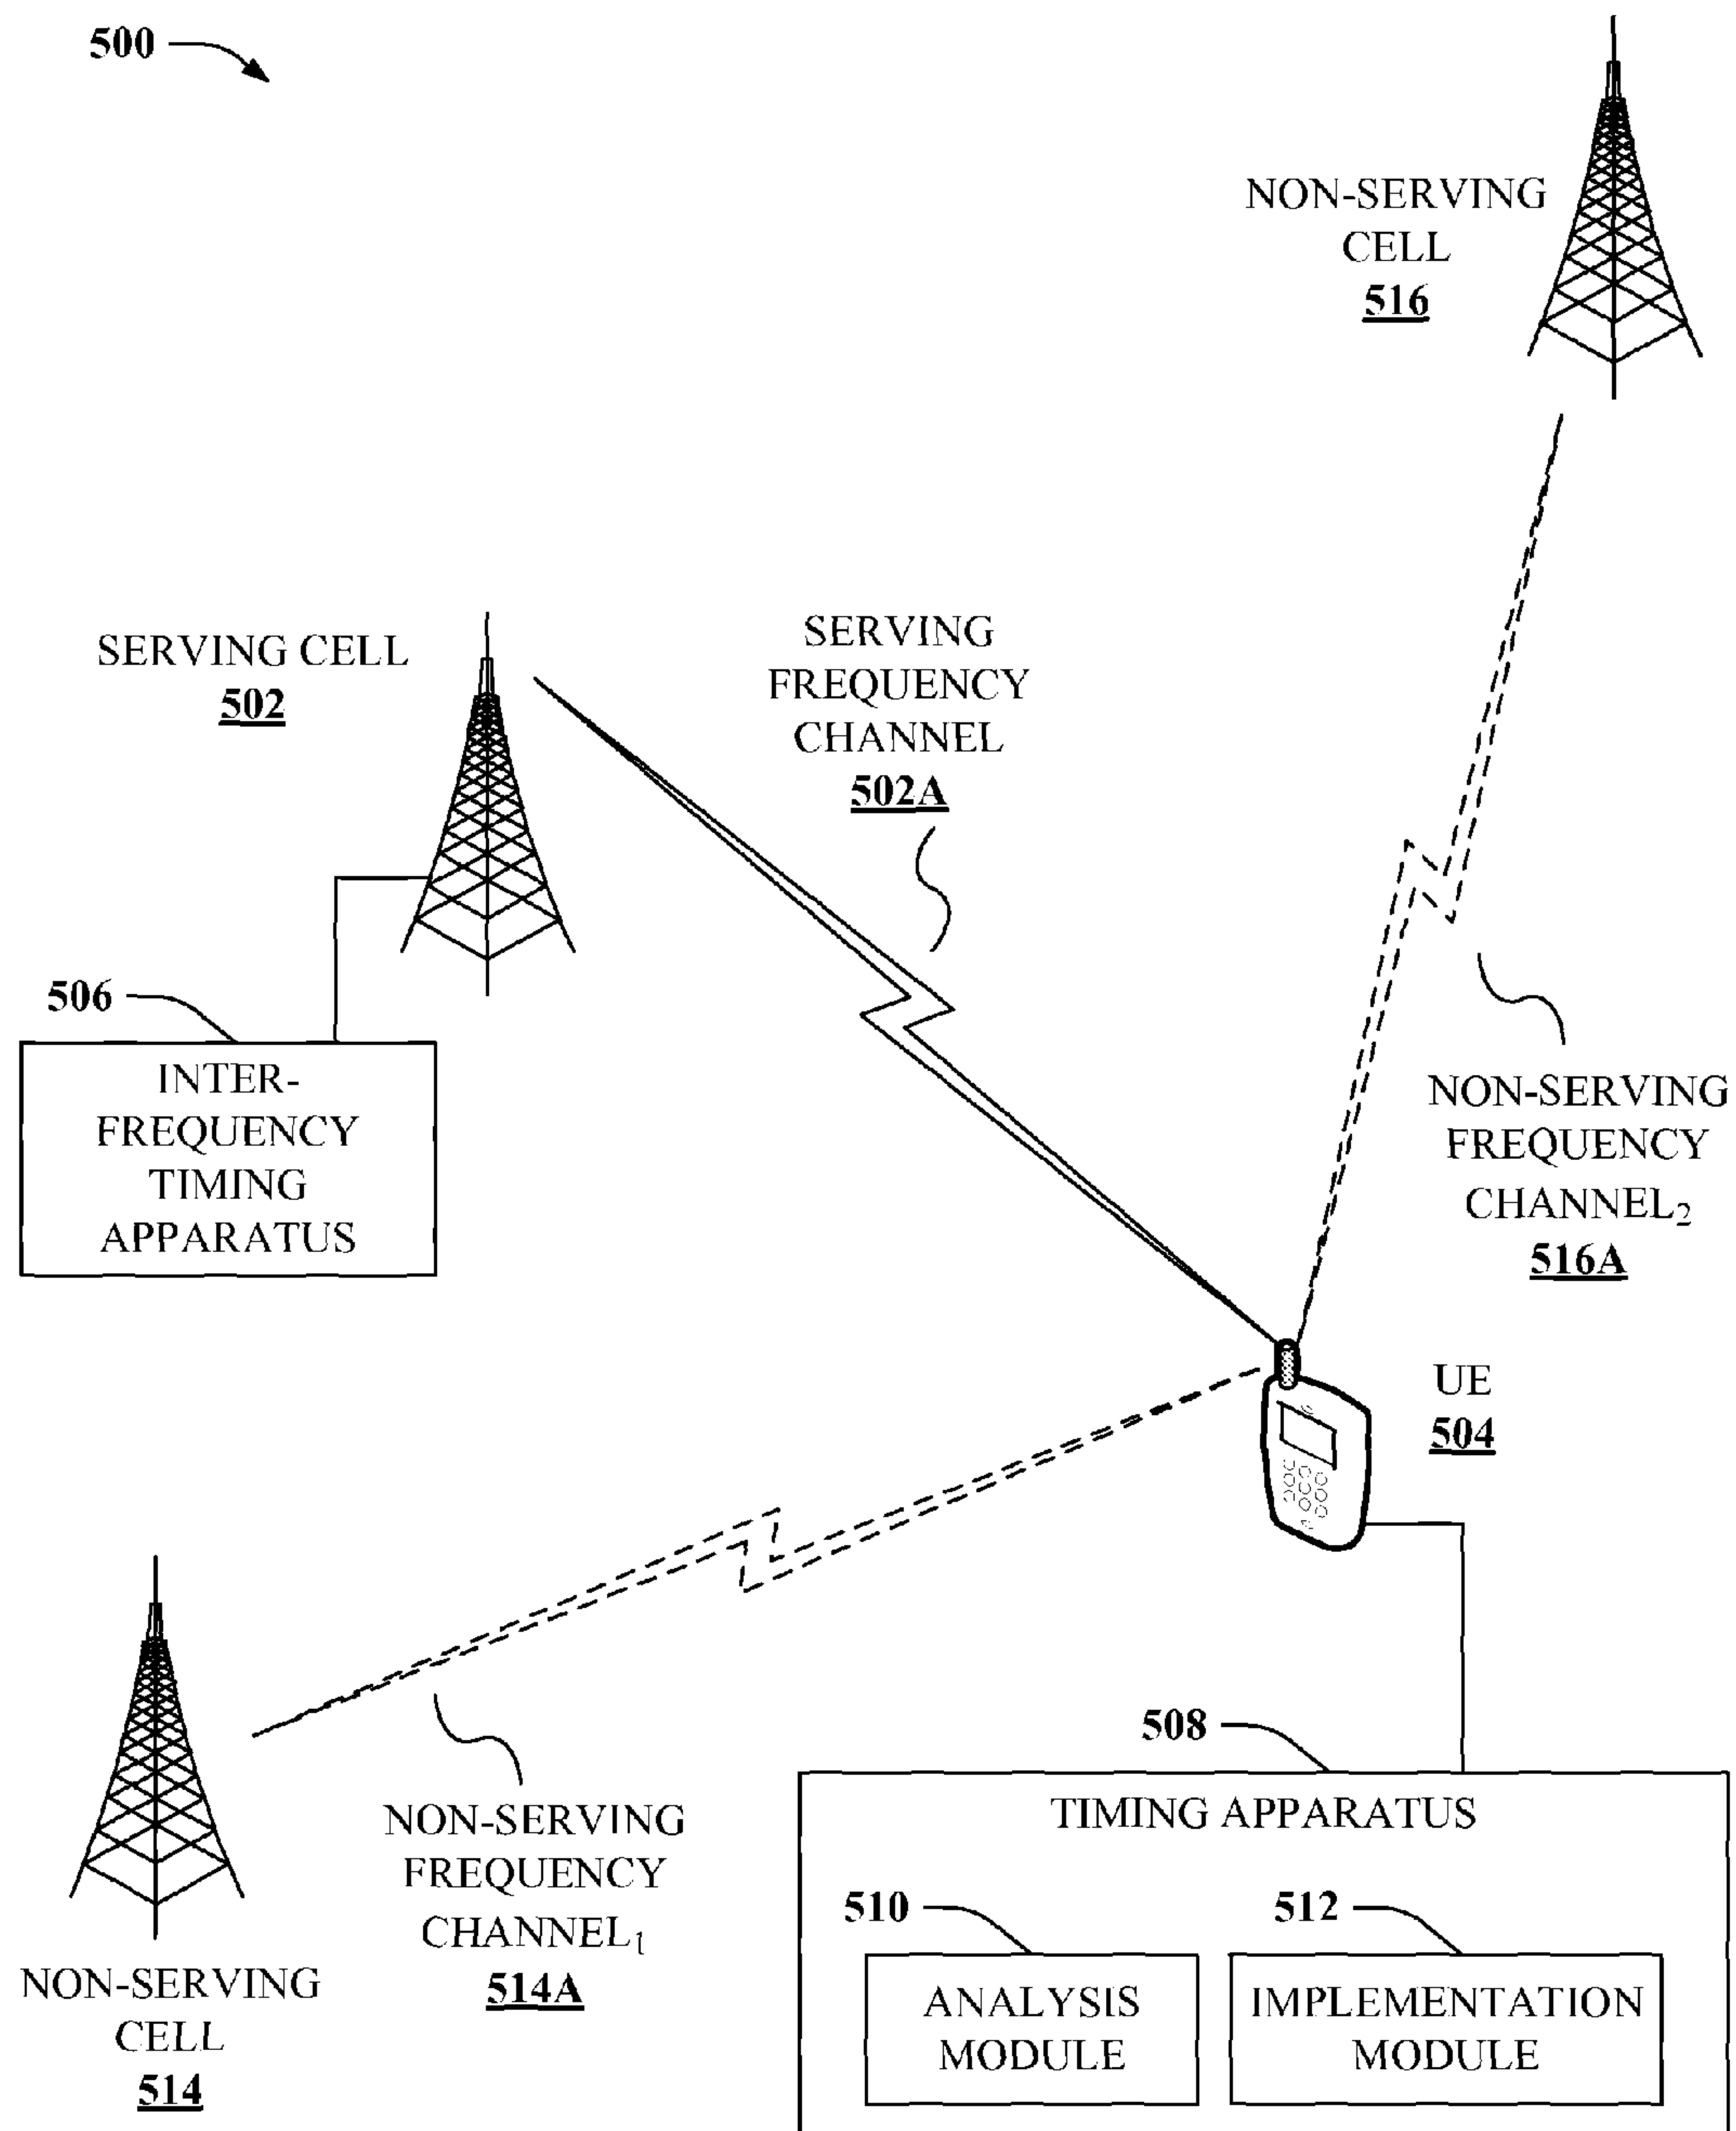 500
NON-SERVING
CELL
516
SERVING CELL
502
SERVING
FREQUENCY
CHANNEL
502A
506
INTER-
FREQUENCY
TIMING
APPARATUS
NON-SERVING
FREQUENCY
CHANNEL₂
516A
UE
504
NON-SERVING
CELL
514
NON-SERVING
FREQUENCY
CHANNEL₁
514A
508
TIMING APPARATUS
510
ANALYSIS
MODULE
512
IMPLEMENTATION
MODULE